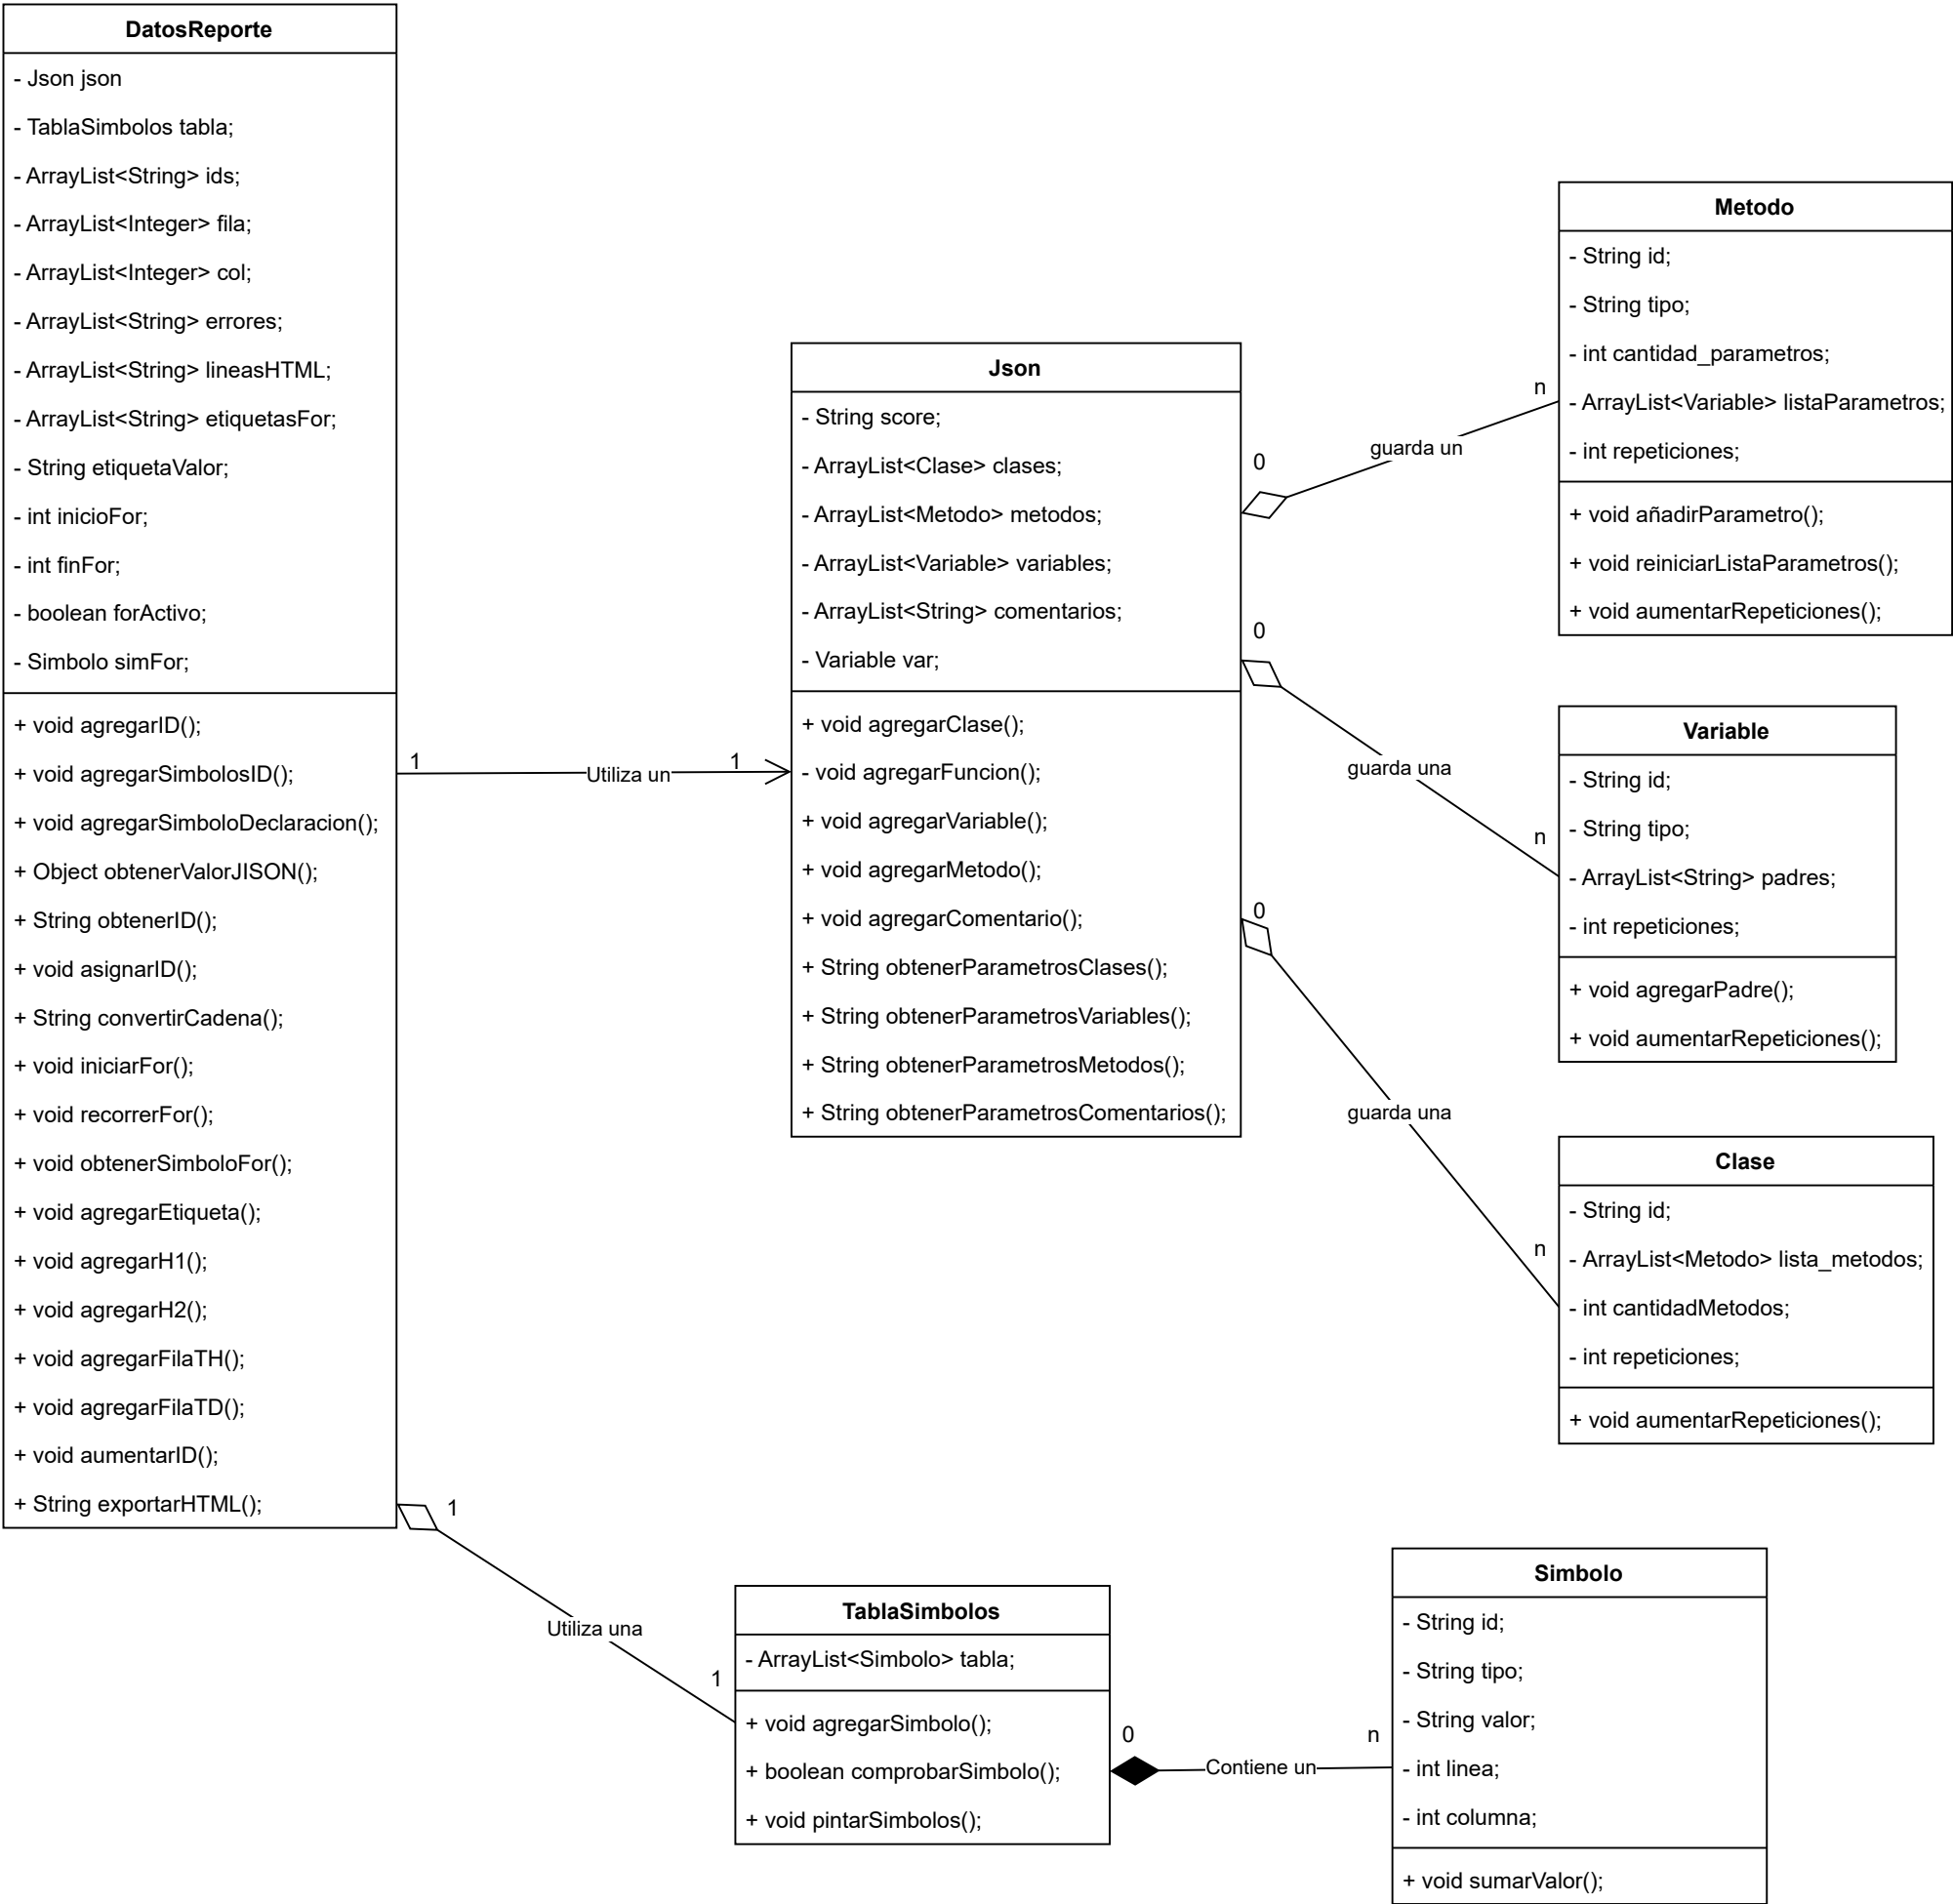 DatosReporte
- Json json
- TablaSimbolos tabla;
- ArrayList<String> ids;
- ArrayList<Integer> fila;
- ArrayList<Integer> col;
- ArrayList<String> errores;
- ArrayList<String> lineasHTML;
- ArrayList<String> etiquetasFor;
- String etiquetaValor;
- int inicioFor;
- int finFor;
- boolean forActivo;
- Simbolo simFor;
+ void agregarID();
+ void agregarSimbolosID();
+ void agregarSimboloDeclaracion();
+ Object obtenerValorJISON();
+ String obtenerID();
+ void asignarID();
+ String convertirCadena();
+ void iniciarFor();
+ void recorrerFor();
+ void obtenerSimboloFor();
+ void agregarEtiqueta();
+ void agregarH1();
+ void agregarH2();
+ void agregarFilaTH();
+ void agregarFilaTD();
+ void aumentarID();
+ String exportarHTML();
1
Utiliza un
1
Json
- String score;
- ArrayList<Clase> clases;
- ArrayList<Metodo> metodos;
- ArrayList<Variable> variables;
- ArrayList<String> comentarios;
- Variable var;
+ void agregarClase();
- void agregarFuncion();
+ void agregarVariable();
+ void agregarMetodo();
+ void agregarComentario();
+ String obtenerParametrosClases();
+ String obtenerParametrosVariables();
+ String obtenerParametrosMetodos();
+ String obtenerParametrosComentarios();
0
guarda un
n
Metodo
- String id;
- String tipo;
- int cantidad_parametros;
- ArrayList<Variable> listaParametros;
- int repeticiones;
+ void añadirParametro();
+ void reiniciarListaParametros();
+ void aumentarRepeticiones();
0
guarda una
n
Variable
- String id;
- String tipo;
- ArrayList<String> padres;
- int repeticiones;
+ void agregarPadre();
+ void aumentarRepeticiones();
0
guarda una
n
Clase
- String id;
- ArrayList<Metodo> lista_metodos;
- int cantidadMetodos;
- int repeticiones;
+ void aumentarRepeticiones();
1
Utiliza una
1
TablaSimbolos
- ArrayList<Simbolo> tabla;
+ void agregarSimbolo();
+ boolean comprobarSimbolo();
+ void pintarSimbolos();
0
Contiene un
n
Simbolo
- String id;
- String tipo;
- String valor;
- int linea;
- int columna;
+ void sumarValor();